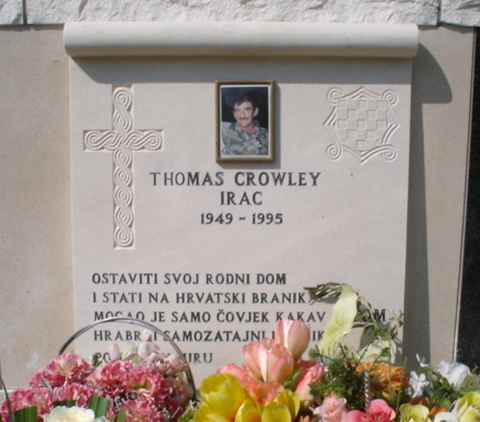 THOMAS CROWLEY
IRAC
1949 - 1995
OSTAVITI SVOJ RODNI DOM
I STATI NA HRVATSKI BRANIK
MOGAO JE SAMO ČOVJEK KAKAV
HRABRI SAMOZATAJNI
MIRU